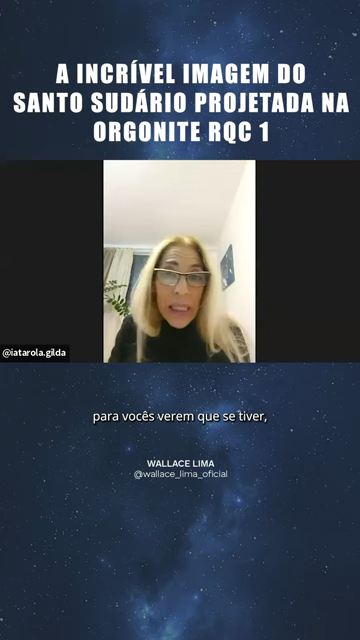 A INCRÍVEL IMAGEM DO
SANTO SUDÁRIO PROJETADA NA
ORGONITE RQC 1
@iatarola.gilda
para vocês verem que se tiver,
WALLACE LIMA
@wallace_lima_oficial